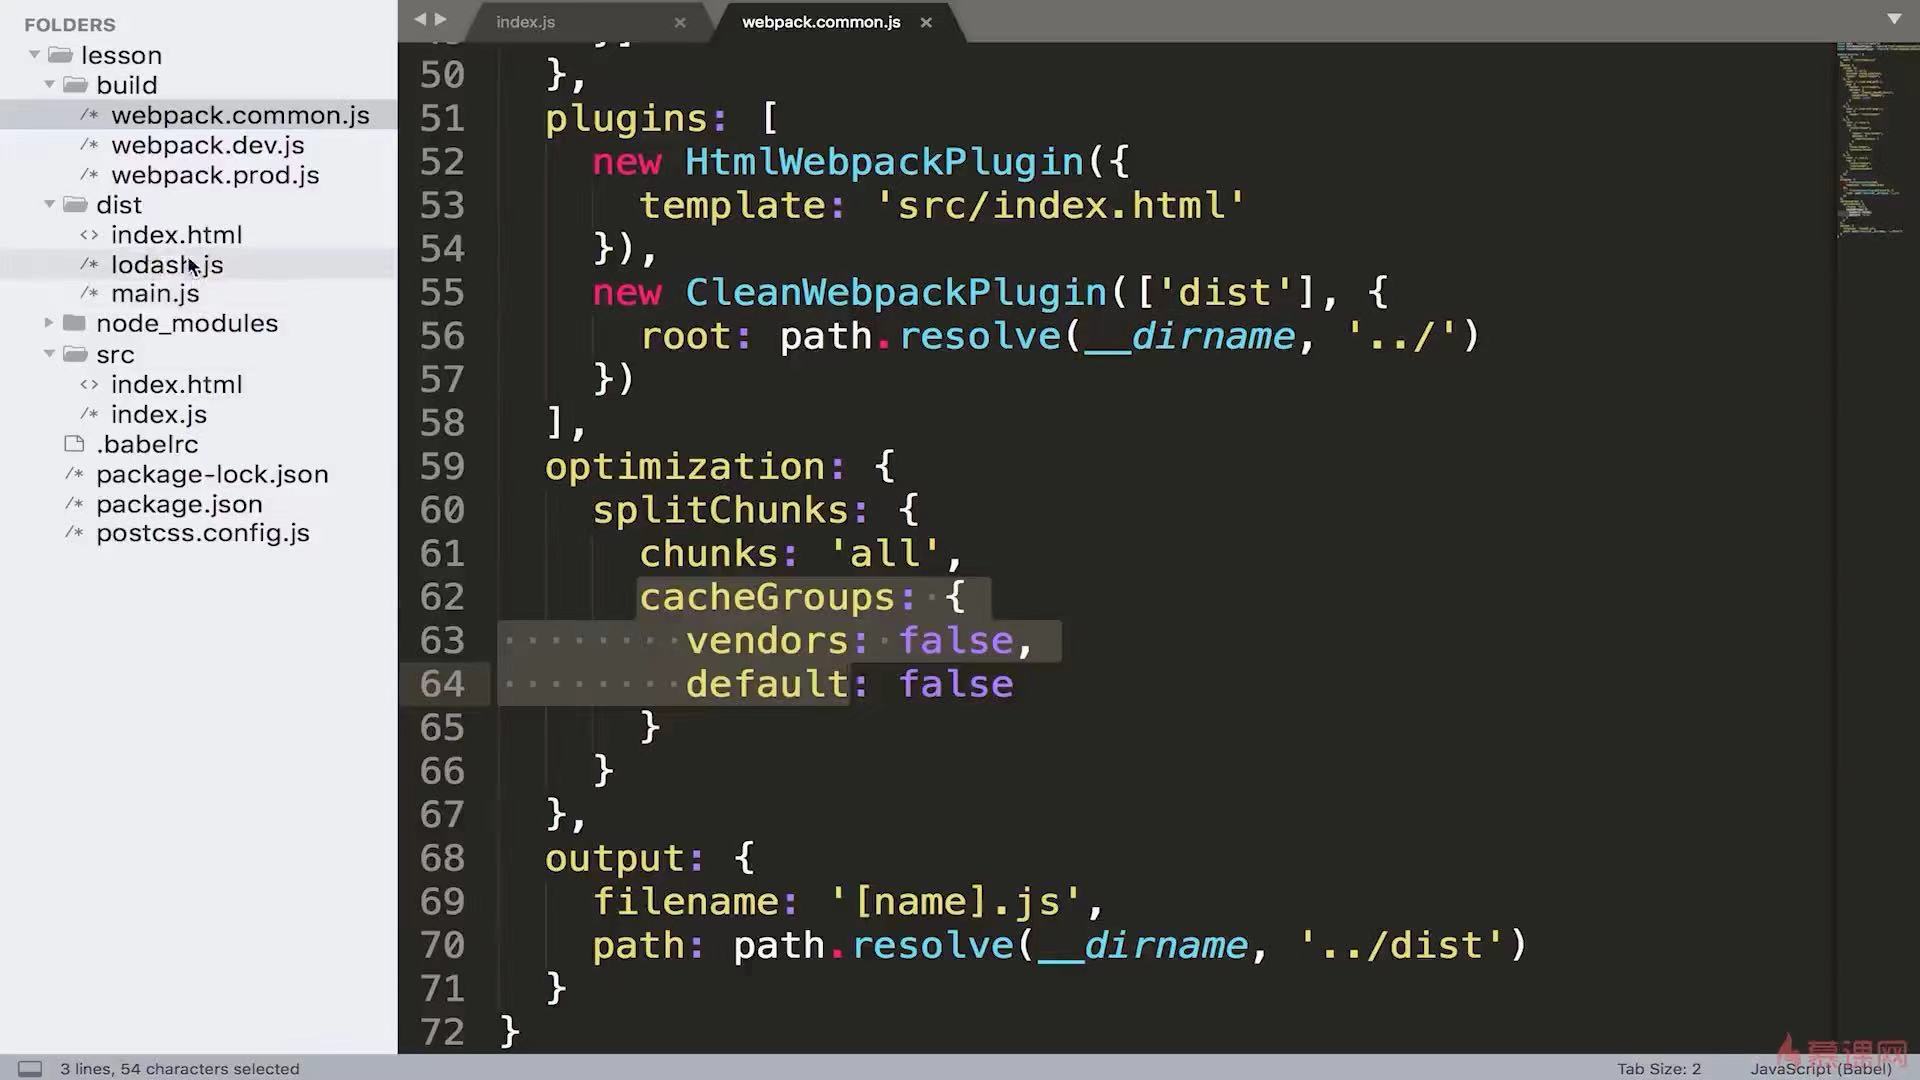 FOLDERS
lesson
build
/* webpack.common.js
/* webpack.dev.js
/* webpack.prod.js
dist
<> index.html
/* lodash.js
/* main.js
node_modules
src
<> index.html
/* index.js
.babelrc
/* package-lock.json
/* package.json
/* postcss.config.js
index.js ×
webpack.common.js ×
50 },
51 plugins: [
52 new HtmlWebpackPlugin({
53 template: 'src/index.html'
54 }),
55 new CleanWebpackPlugin(['dist'], {
56 root: path.resolve(__dirname, '../')
57 })
58 ],
59 optimization: {
60 splitChunks: {
61 chunks: 'all',
62 cacheGroups: {
63 vendors: false,
64 default: false
65 }
66 }
67 },
68 output: {
69 filename: '[name].js',
70 path: path.resolve(__dirname, '../dist')
71 }
72 }
3 lines, 54 characters selected
Tab Size: 2
JavaScript (Babel)
慕课网